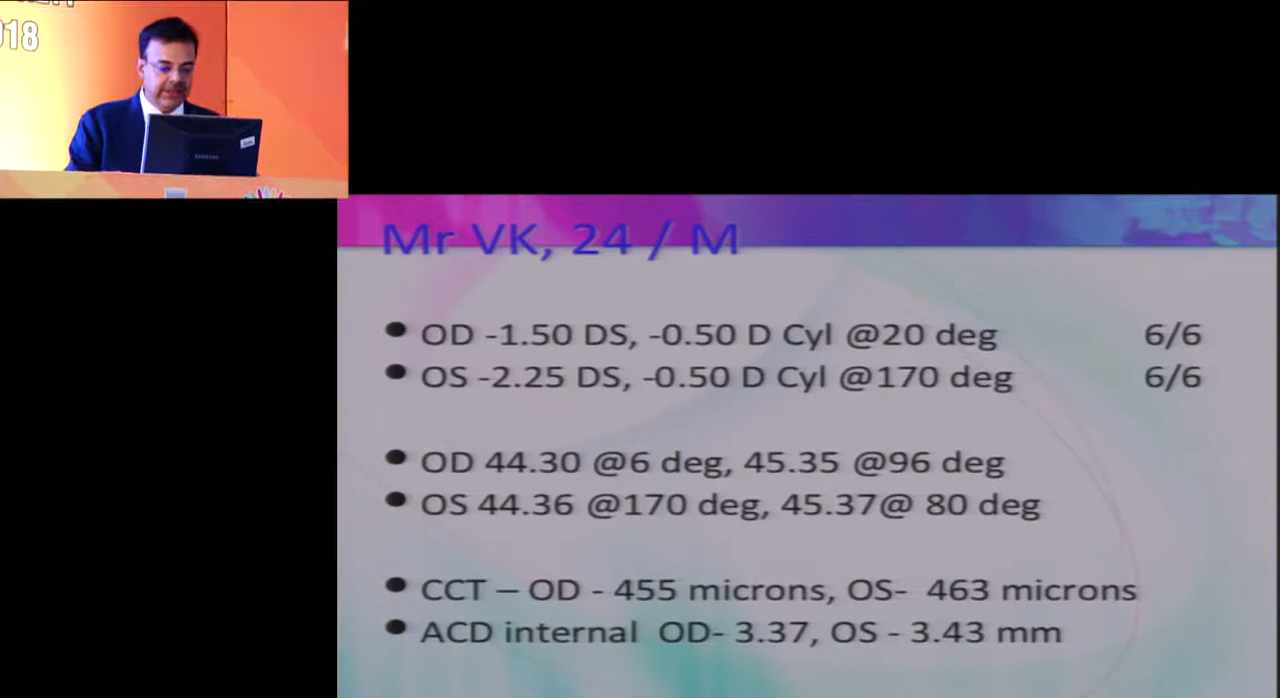 018
SAMSUNG
Mr VK, 24 / M
● OD -1.50 DS, -0.50 D Cyl @20 deg 6/6
● OS -2.25 DS, -0.50 D Cyl @170 deg 6/6
● OD 44.30 @6 deg, 45.35 @96 deg
● OS 44.36 @170 deg, 45.37@ 80 deg
● CCT – OD - 455 microns, OS- 463 microns
● ACD internal OD- 3.37, OS - 3.43 mm